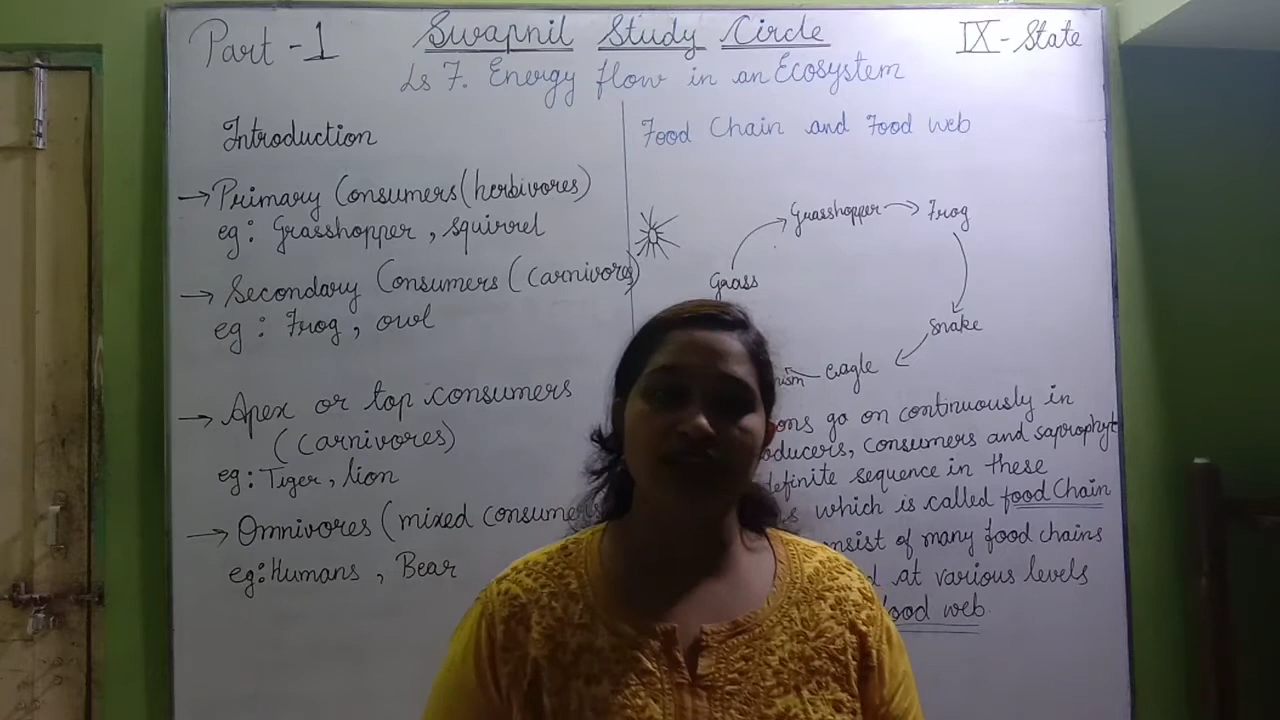 Part - 1
Swapnil Study Circle
IX - State
Ls 7. Energy flow in an Ecosystem
Introduction
→ Primary Consumers (herbivores)
eg: Grasshopper, squirrel
→ Secondary Consumers (carnivores)
eg: Frog, owl
→ Apex or top consumers
(carnivores)
eg: Tiger, lion
→ Omnivores (mixed consumers
eg: Humans, Bear
Food Chain and Food web
Grasshopper → Frog
Grass
Snake
eagle
go on continuously in
consumers and saprophyt
definite sequence in these
which is called food Chain
of many food chains
at various levels
food web